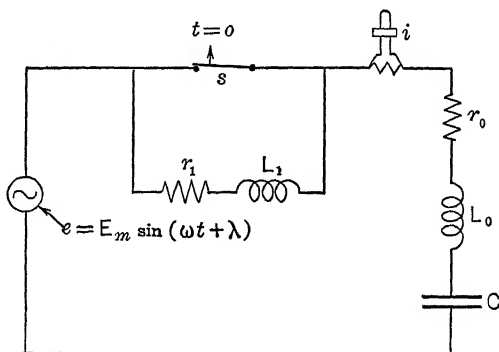 t=o
i
s
r₀
r₁
L₁
L₀
e = Eₘ sin (ωt + λ)
C